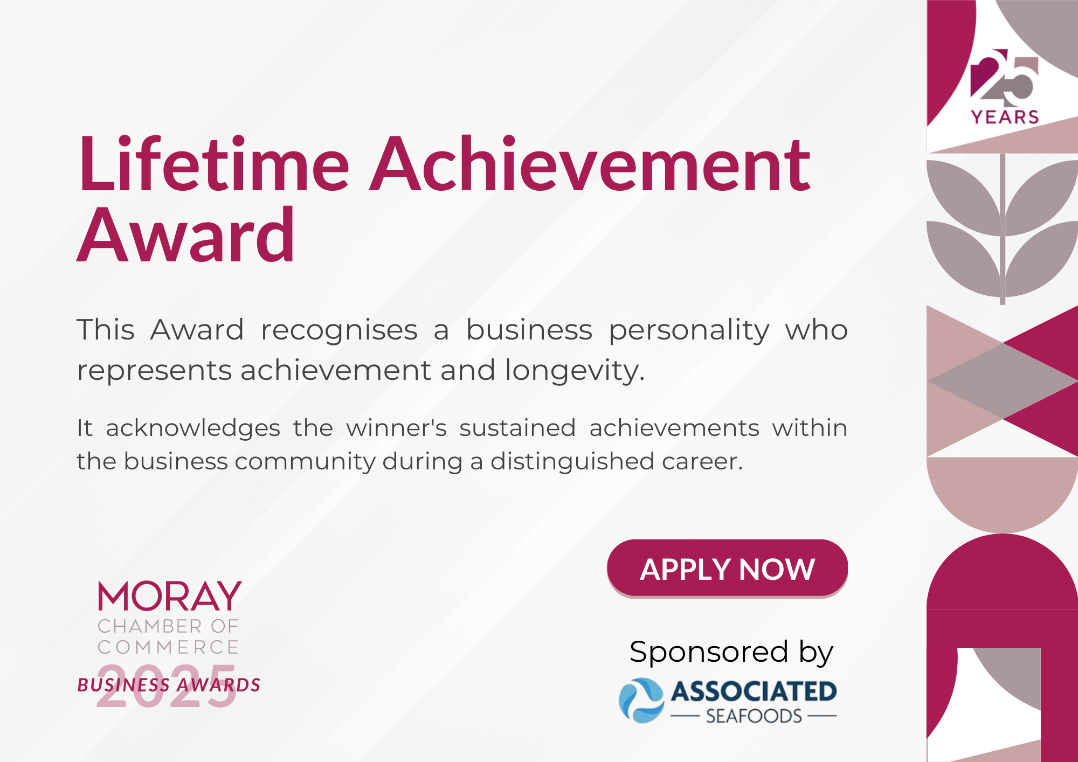 25
YEARS
Lifetime Achievement
Award
This Award recognises a business personality who
represents achievement and longevity.
It acknowledges the winner's sustained achievements within
the business community during a distinguished career.
APPLY NOW
MORAY
CHAMBER OF
COMMERCE
2025
BUSINESS AWARDS
Sponsored by
ASSOCIATED
SEAFOODS